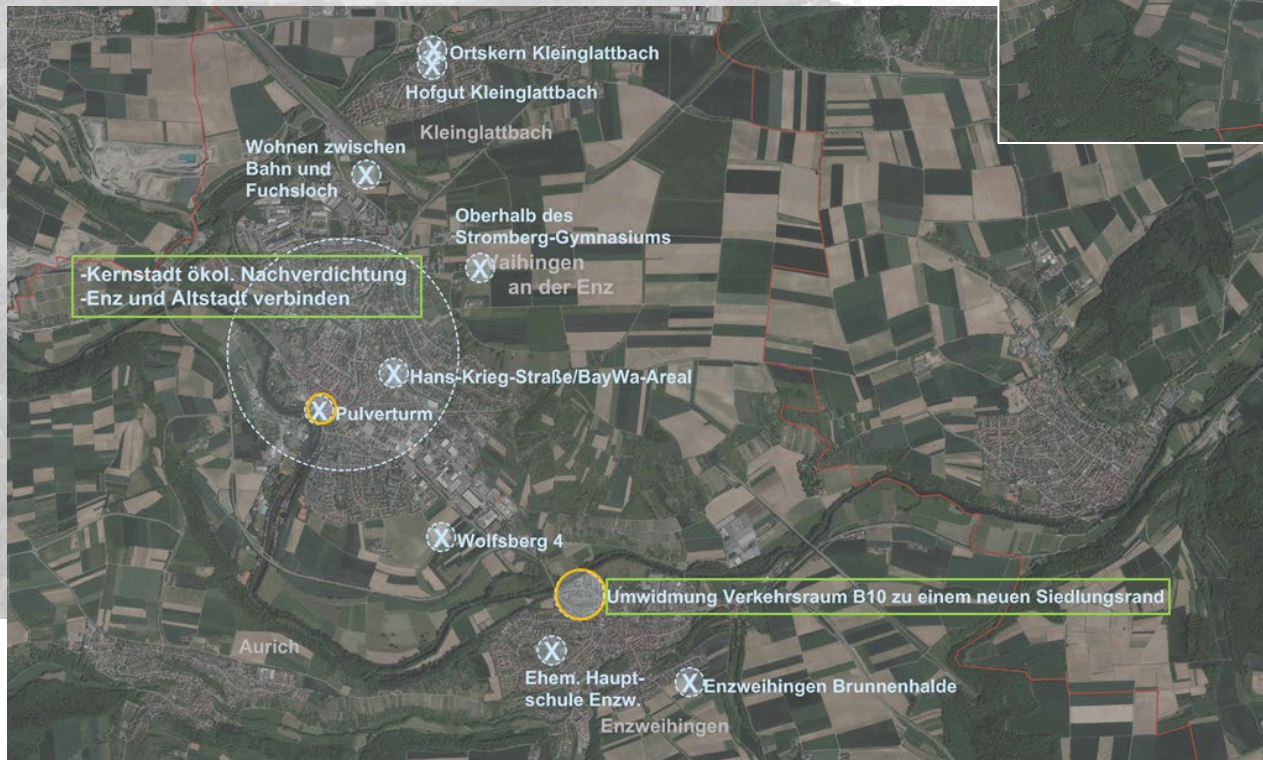 X Ortskern Kleinglattbach
X
Hofgut Kleinglattbach
Kleinglattbach
Wohnen zwischen
Bahn und
Fuchsloch
X
Oberhalb des
Stromberg-Gymnasiums
X
Vaihingen
an der Enz
-Kernstadt ökol. Nachverdichtung
-Enz und Altstadt verbinden
X Hans-Krieg-Straße/BayWa-Areal
X Pulverturm
X Wolfsberg 4
Umwidmung Verkehrsraum B10 zu einem neuen Siedlungsrand
Aurich
X
Ehem. Haupt-
schule Enzw.
X Enzweihingen Brunnenhalde
Enzweihingen